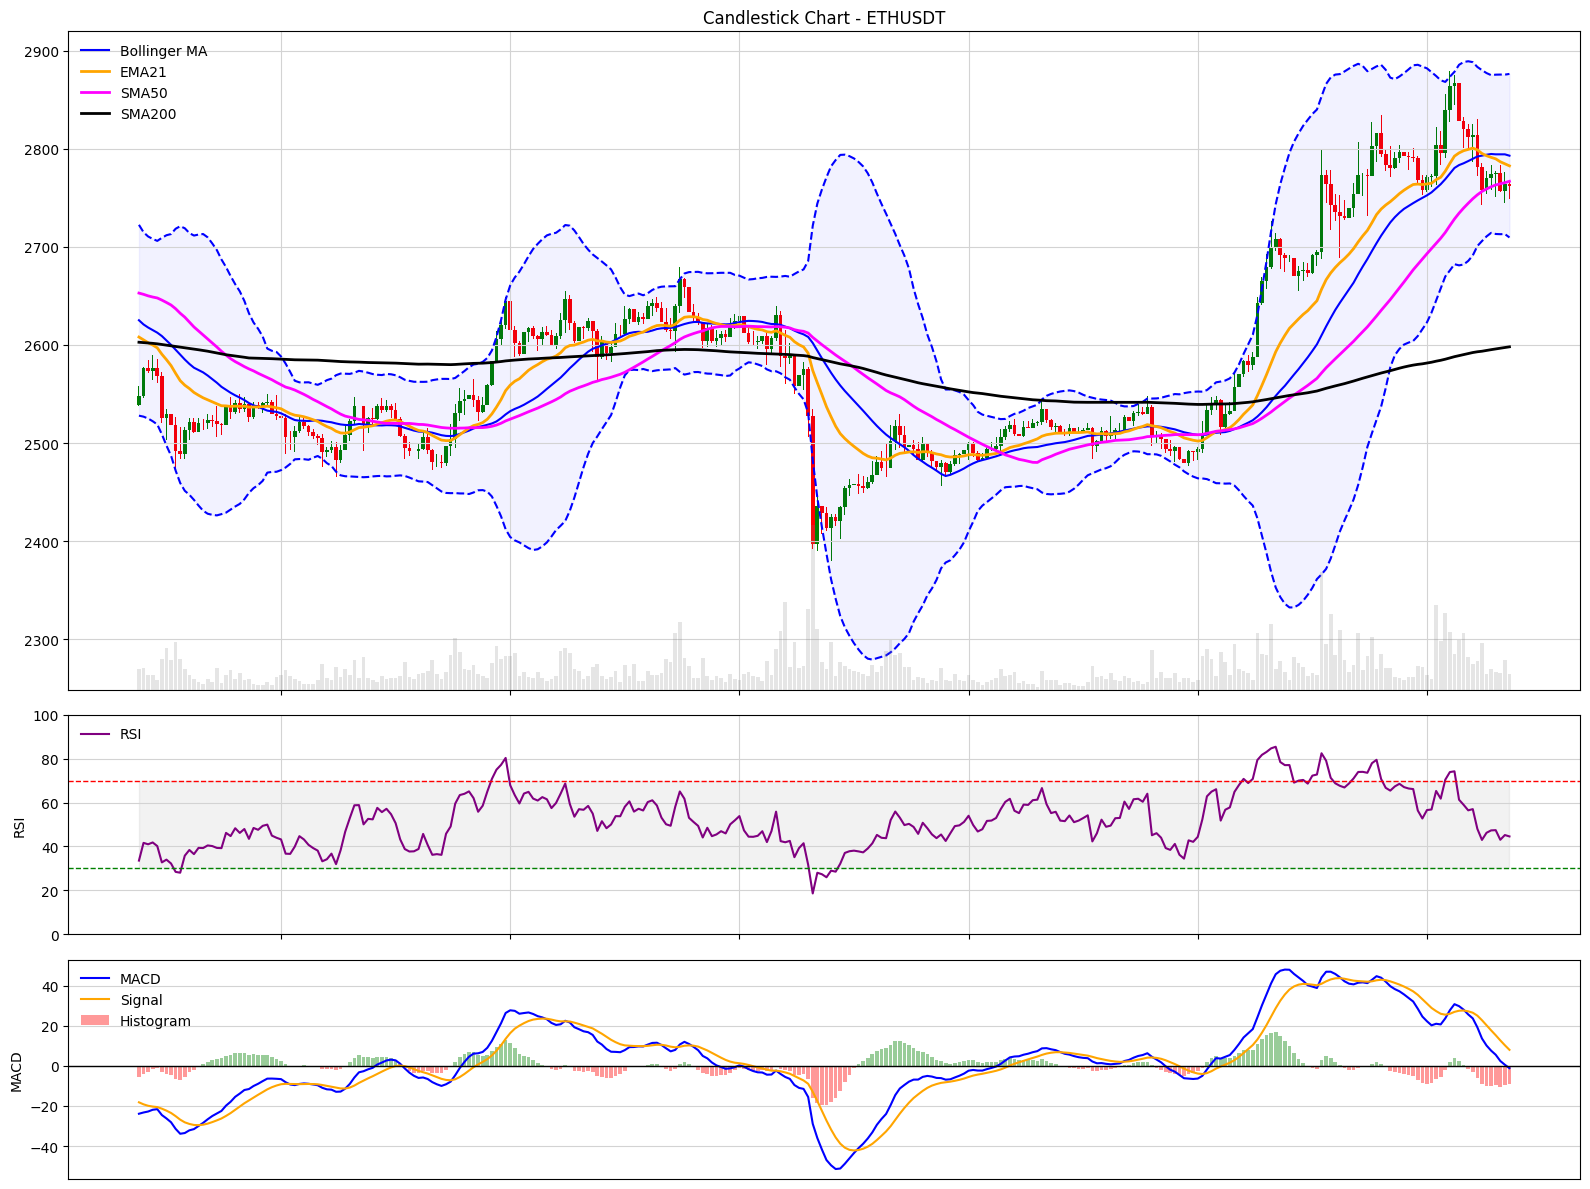 Candlestick Chart - ETHUSDT
Bollinger MA
EMA21
SMA50
SMA200
2900
2800
2700
2600
2500
2400
2300
RSI
100
80
60
40
20
0
RSI
MACD
Signal
Histogram
40
20
0
−20
−40
MACD